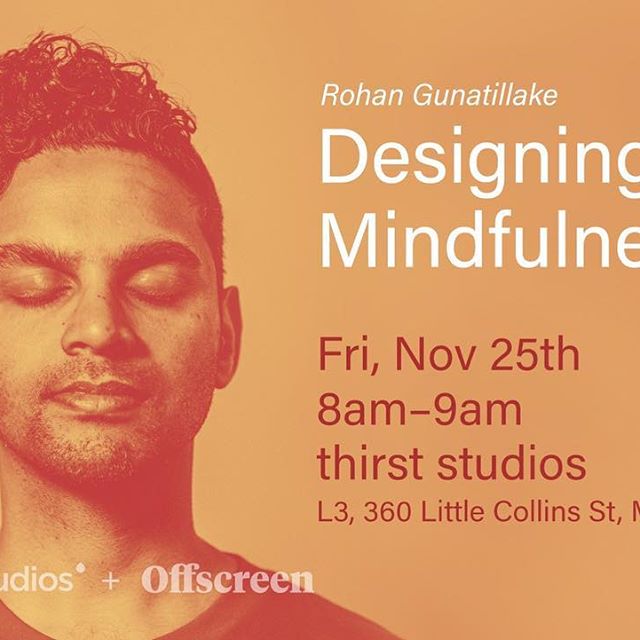 Rohan Gunatillake
Designing
Mindfulne
Fri, Nov 25th
8am–9am
thirst studios
L3, 360 Little Collins St, M
udios + Offscreen